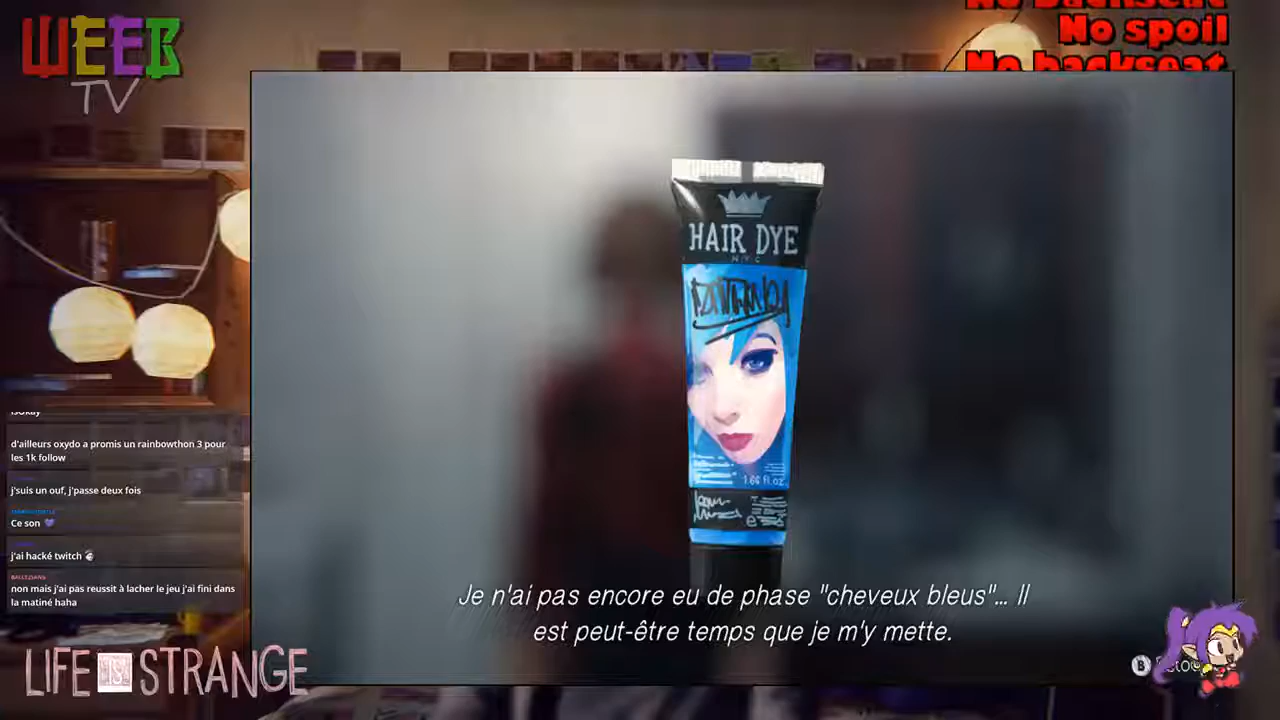 WEEB
TV
No spoil
No backseat
HAIR DYE
NYC
1.66 fl.oz
d'ailleurs oxydo a promis un rainbowthon 3 pour
les 1k follow
j'suis un ouf, j'passe deux fois
Ce son
j'ai hacké twitch
non mais j'ai pas reussit à lacher le jeu j'ai fini dans
la matiné haha
Je n'ai pas encore eu de phase "cheveux bleus"... Il
est peut-être temps que je m'y mette.
B
LIFE IS STRANGE